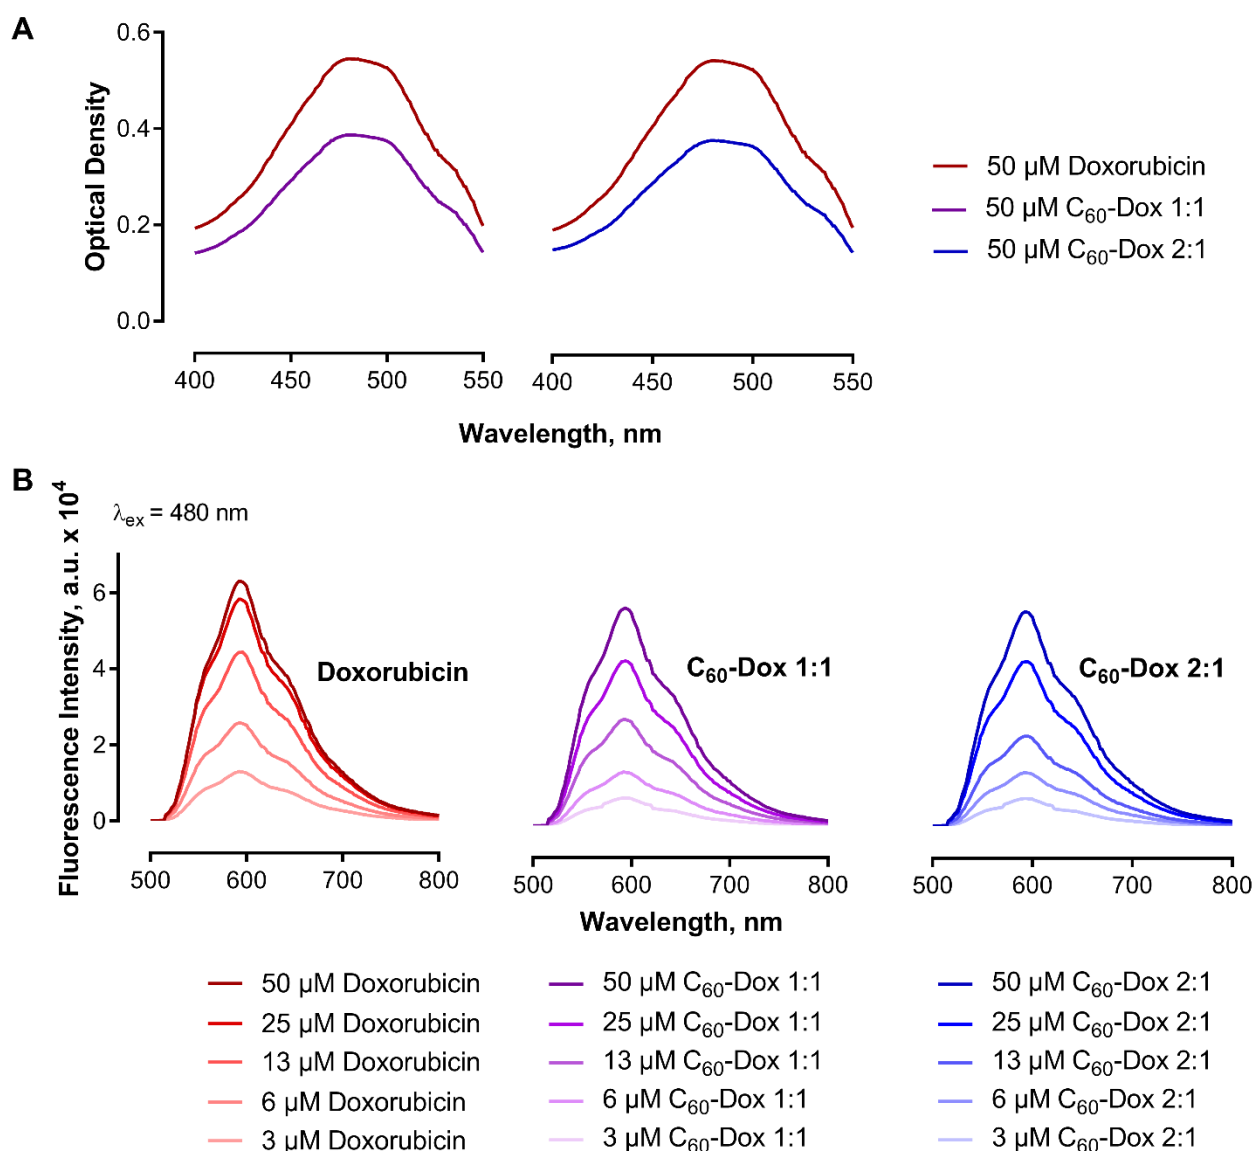 A
0.6
0.4
0.2
0.0
Optical Density
400 450 500 550
400 450 500 550
Wavelength, nm
50 µM Doxorubicin
50 µM C₆₀-Dox 1:1
50 µM C₆₀-Dox 2:1
B
λex = 480 nm
Fluorescence Intensity, a.u. x 10⁴
6
4
2
0
Doxorubicin
C₆₀-Dox 1:1
C₆₀-Dox 2:1
500 600 700 800
500 600 700 800
500 600 700 800
Wavelength, nm
50 µM Doxorubicin
25 µM Doxorubicin
13 µM Doxorubicin
6 µM Doxorubicin
3 µM Doxorubicin
50 µM C₆₀-Dox 1:1
25 µM C₆₀-Dox 1:1
13 µM C₆₀-Dox 1:1
6 µM C₆₀-Dox 1:1
3 µM C₆₀-Dox 1:1
50 µM C₆₀-Dox 2:1
25 µM C₆₀-Dox 2:1
13 µM C₆₀-Dox 2:1
6 µM C₆₀-Dox 2:1
3 µM C₆₀-Dox 2:1